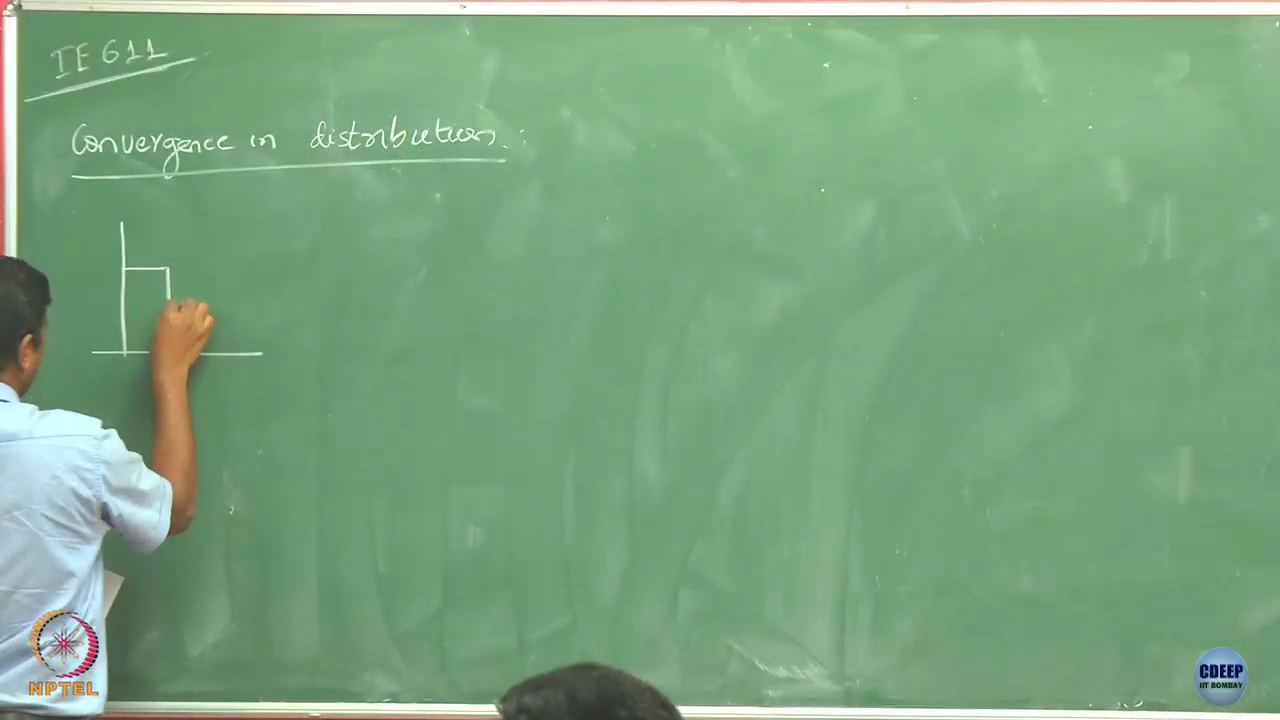 IE 611
Convergence in distribution :
NPTEL
CDEEP
IIT BOMBAY